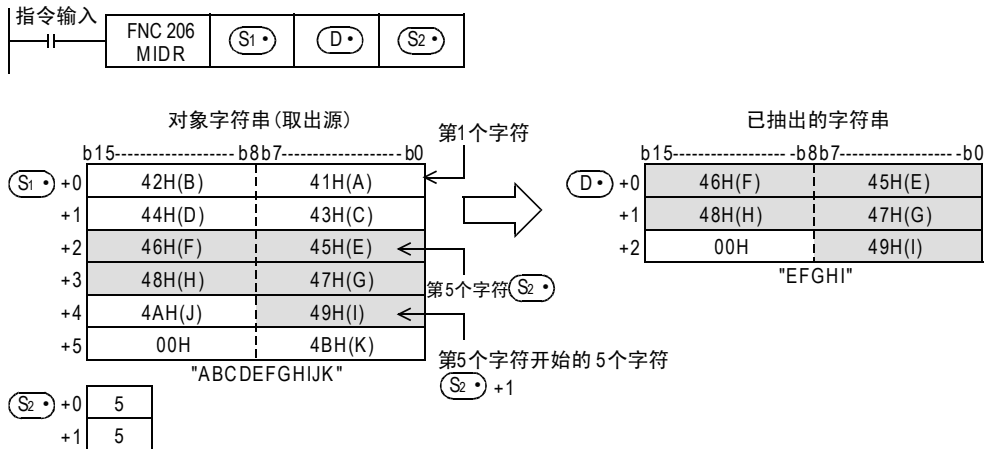 指令输入
FNC 206 MIDR S1• D• S2•
对象字符串(取出源)
第1个字符
b15 b8 b7 b0
S1• +0 42H(B) 41H(A)
+1 44H(D) 43H(C)
+2 46H(F) 45H(E)
+3 48H(H) 47H(G)
+4 4AH(J) 49H(I)
+5 00H 4BH(K)
"ABCDEFGHIJK"
第5个字符 S2•
第5个字符开始的 5个字符
S2• +1
已抽出的字符串
b15 b8 b7 b0
D• +0 46H(F) 45H(E)
+1 48H(H) 47H(G)
+2 00H 49H(I)
"EFGHI"
S2• +0 5
+1 5